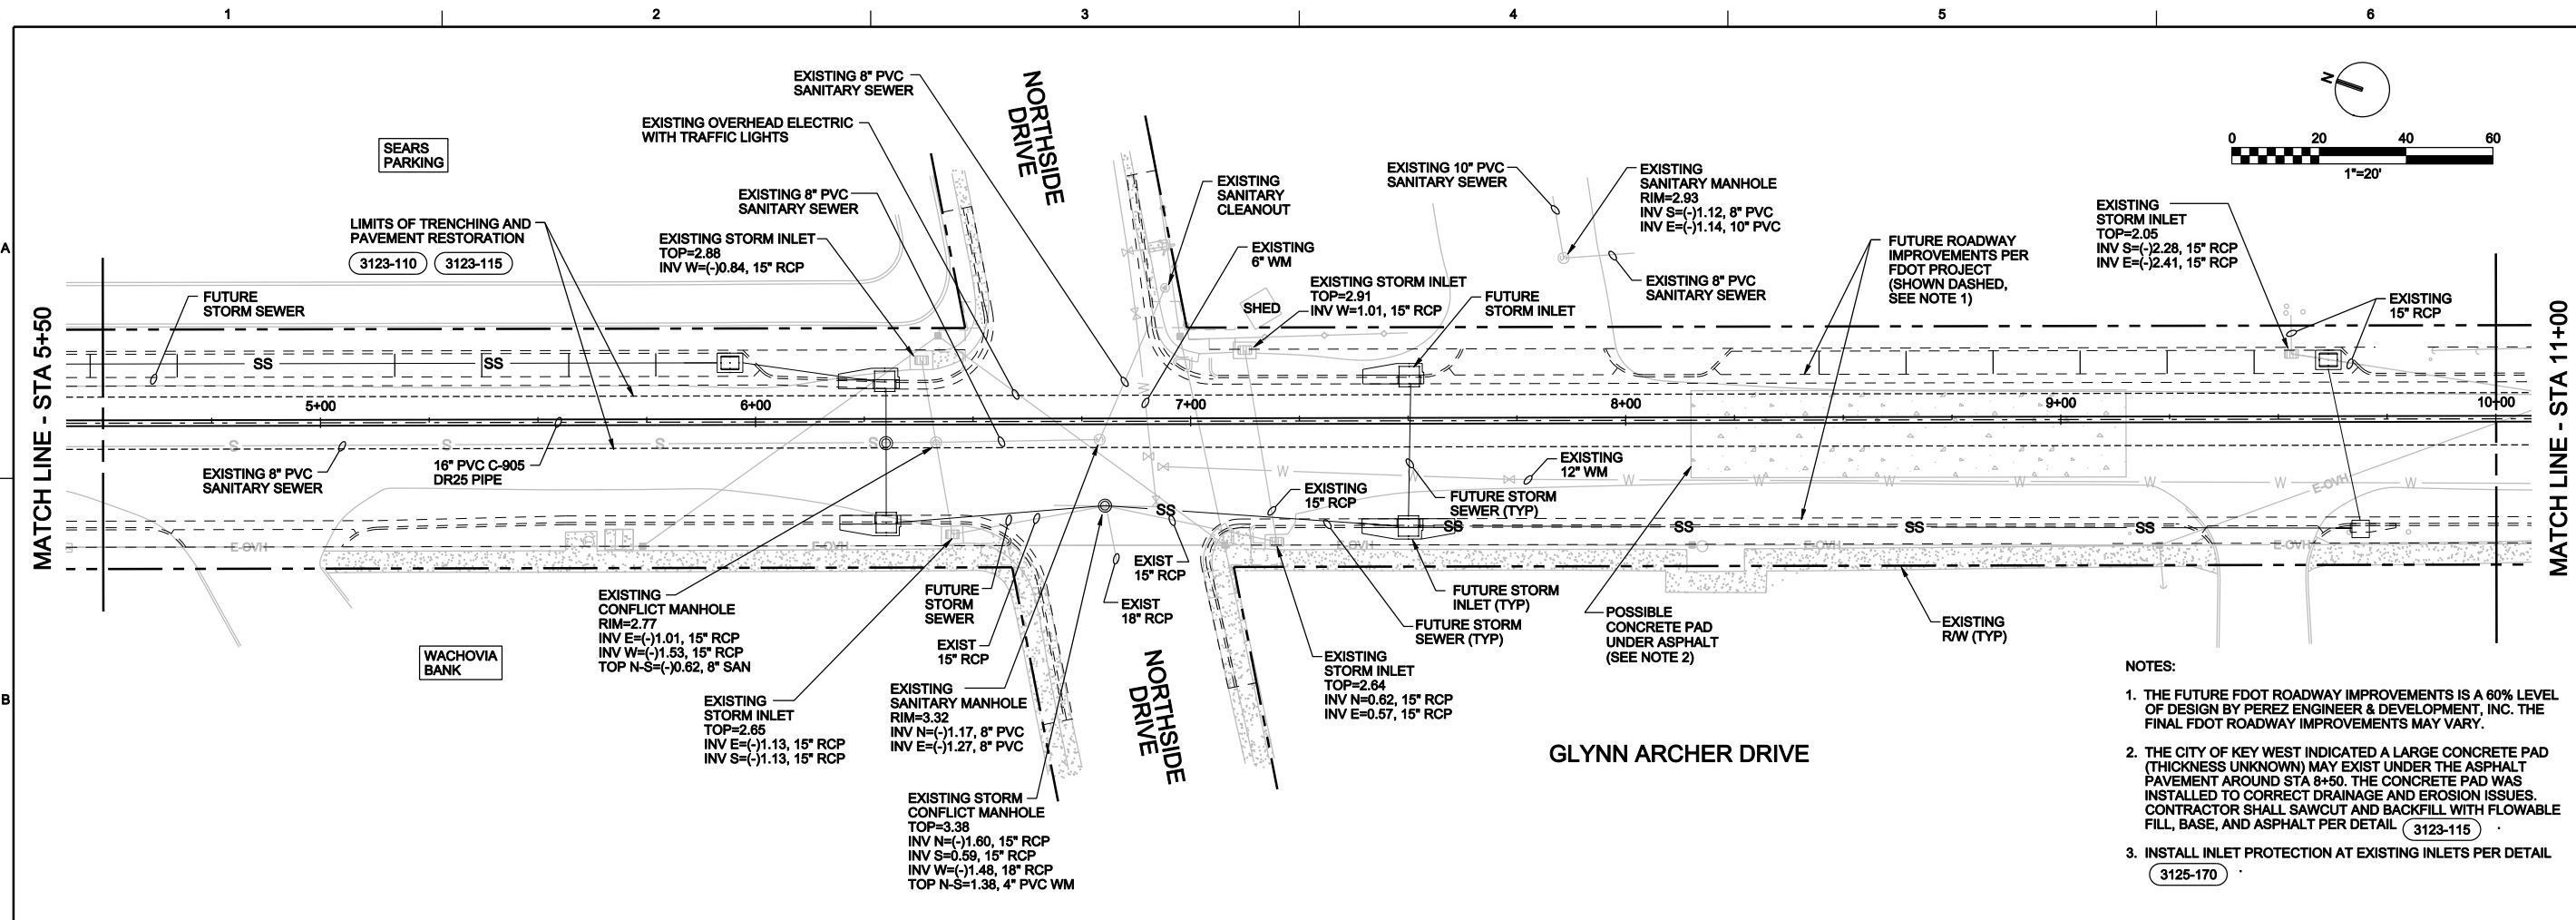 1
2
3
4
5
6
A
B
MATCH LINE - STA 5+50
MATCH LINE - STA 11+00
N
0 20 40 60
1"=20'
SEARS
PARKING
EXISTING 8" PVC
SANITARY SEWER
EXISTING OVERHEAD ELECTRIC
WITH TRAFFIC LIGHTS
EXISTING 8" PVC
SANITARY SEWER
LIMITS OF TRENCHING AND
PAVEMENT RESTORATION
3123-110 3123-115
EXISTING STORM INLET
TOP=2.88
INV W=(-)0.84, 15" RCP
FUTURE
STORM SEWER
NORTHSIDE
DRIVE
EXISTING
SANITARY
CLEANOUT
EXISTING
6" WM
SHED
EXISTING STORM INLET
TOP=2.91
INV W=1.01, 15" RCP
EXISTING 10" PVC
SANITARY SEWER
EXISTING
SANITARY MANHOLE
RIM=2.93
INV S=(-)1.12, 8" PVC
INV E=(-)1.14, 10" PVC
EXISTING 8" PVC
SANITARY SEWER
FUTURE
STORM INLET
FUTURE ROADWAY
IMPROVEMENTS PER
FDOT PROJECT
(SHOWN DASHED,
SEE NOTE 1)
EXISTING
STORM INLET
TOP=2.05
INV S=(-)2.28, 15" RCP
INV E=(-)2.41, 15" RCP
EXISTING
15" RCP
SS SS
5+00 6+00 7+00 8+00 9+00 10+00
S S S S
W
EXISTING 8" PVC
SANITARY SEWER
16" PVC C-905
DR25 PIPE
EXISTING
12" WM
W W W W W W W
E-OVH
EXISTING
15" RCP
FUTURE STORM
SEWER (TYP)
SS SS SS SS SS
E-OVH E-OVH E-OVH E-OVH E-OVH
EXISTING
CONFLICT MANHOLE
RIM=2.77
INV E=(-)1.01, 15" RCP
INV W=(-)1.53, 15" RCP
TOP N-S=(-)0.62, 8" SAN
WACHOVIA
BANK
FUTURE
STORM
SEWER
EXIST
15" RCP
EXIST
15" RCP
EXIST
18" RCP
EXISTING
STORM INLET
TOP=2.65
INV E=(-)1.13, 15" RCP
INV S=(-)1.13, 15" RCP
EXISTING
SANITARY MANHOLE
RIM=3.32
INV N=(-)1.17, 8" PVC
INV E=(-)1.27, 8" PVC
EXISTING STORM
CONFLICT MANHOLE
TOP=3.38
INV N=(-)1.60, 15" RCP
INV S=0.59, 15" RCP
INV W=(-)1.48, 18" RCP
TOP N-S=1.38, 4" PVC WM
NORTHSIDE
DRIVE
FUTURE STORM
INLET (TYP)
FUTURE STORM
SEWER (TYP)
EXISTING
STORM INLET
TOP=2.64
INV N=0.62, 15" RCP
INV E=0.57, 15" RCP
POSSIBLE
CONCRETE PAD
UNDER ASPHALT
(SEE NOTE 2)
EXISTING
R/W (TYP)
GLYNN ARCHER DRIVE
NOTES:
1. THE FUTURE FDOT ROADWAY IMPROVEMENTS IS A 60% LEVEL
OF DESIGN BY PEREZ ENGINEER & DEVELOPMENT, INC. THE
FINAL FDOT ROADWAY IMPROVEMENTS MAY VARY.
2. THE CITY OF KEY WEST INDICATED A LARGE CONCRETE PAD
(THICKNESS UNKNOWN) MAY EXIST UNDER THE ASPHALT
PAVEMENT AROUND STA 8+50. THE CONCRETE PAD WAS
INSTALLED TO CORRECT DRAINAGE AND EROSION ISSUES.
CONTRACTOR SHALL SAWCUT AND BACKFILL WITH FLOWABLE
FILL, BASE, AND ASPHALT PER DETAIL 3123-115 .
3. INSTALL INLET PROTECTION AT EXISTING INLETS PER DETAIL
3125-170 .